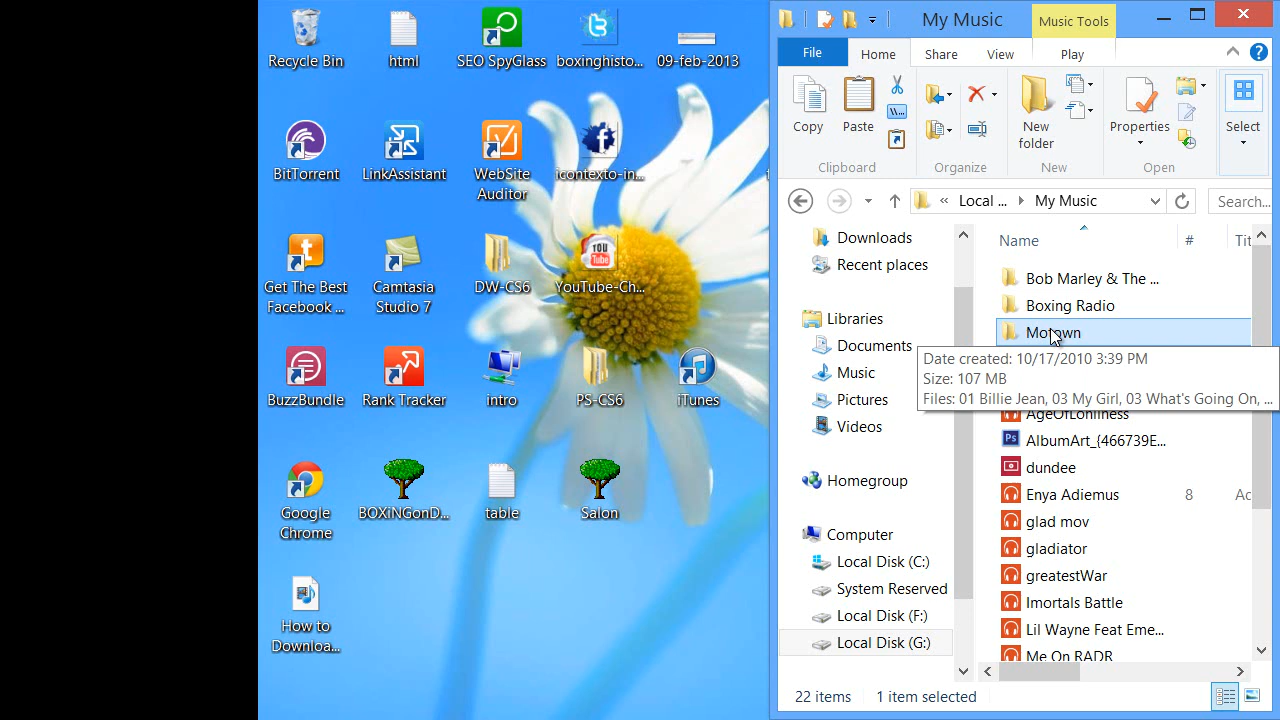 Recycle Bin
html
SEO SpyGlass
boxinghisto...
09-feb-2013
BitTorrent
LinkAssistant
WebSite
Auditor
icontexto-in...
Get The Best
Facebook ...
Camtasia
Studio 7
DW-CS6
YouTube-Ch...
BuzzBundle
Rank Tracker
intro
PS-CS6
iTunes
Google
Chrome
BOXiNGonD...
table
Salon
How to
Downloa...
My Music
Music Tools
File
Home
Share
View
Play
Copy
Paste
New
folder
Properties
Select
Clipboard
Organize
New
Open
« Local ... My Music
Search...
Downloads
Recent places
Libraries
Documents
Music
Pictures
Videos
Homegroup
Computer
Local Disk (C:)
System Reserved
Local Disk (F:)
Local Disk (G:)
Name # Tit
Bob Marley & The ...
Boxing Radio
Motown
Date created: 10/17/2010 3:39 PM
Size: 107 MB
Files: 01 Billie Jean, 03 My Girl, 03 What's Going On, ...
AgeOfLonliness
AlbumArt_{466739E...
dundee
Enya Adiemus 8 Ac
glad mov
gladiator
greatestWar
Imortals Battle
Lil Wayne Feat Eme...
Me On RADR
22 items 1 item selected